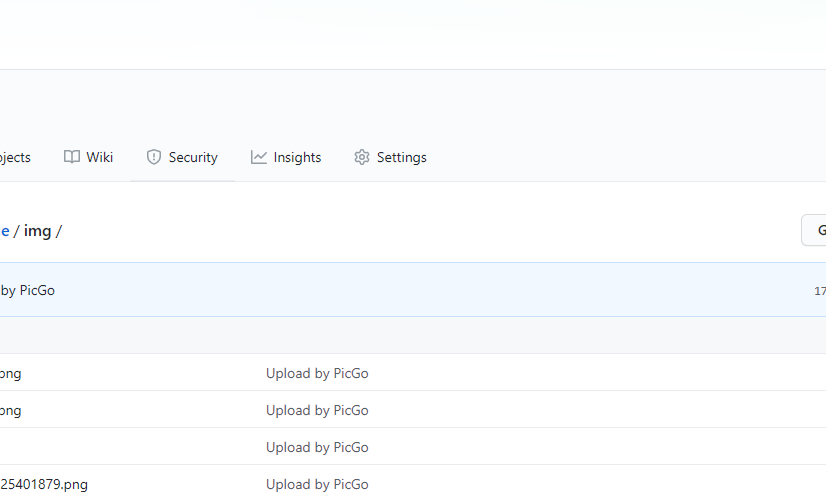 ojects Wiki Security Insights Settings
e / img / G
by PicGo 17
png Upload by PicGo
png Upload by PicGo
Upload by PicGo
25401879.png Upload by PicGo